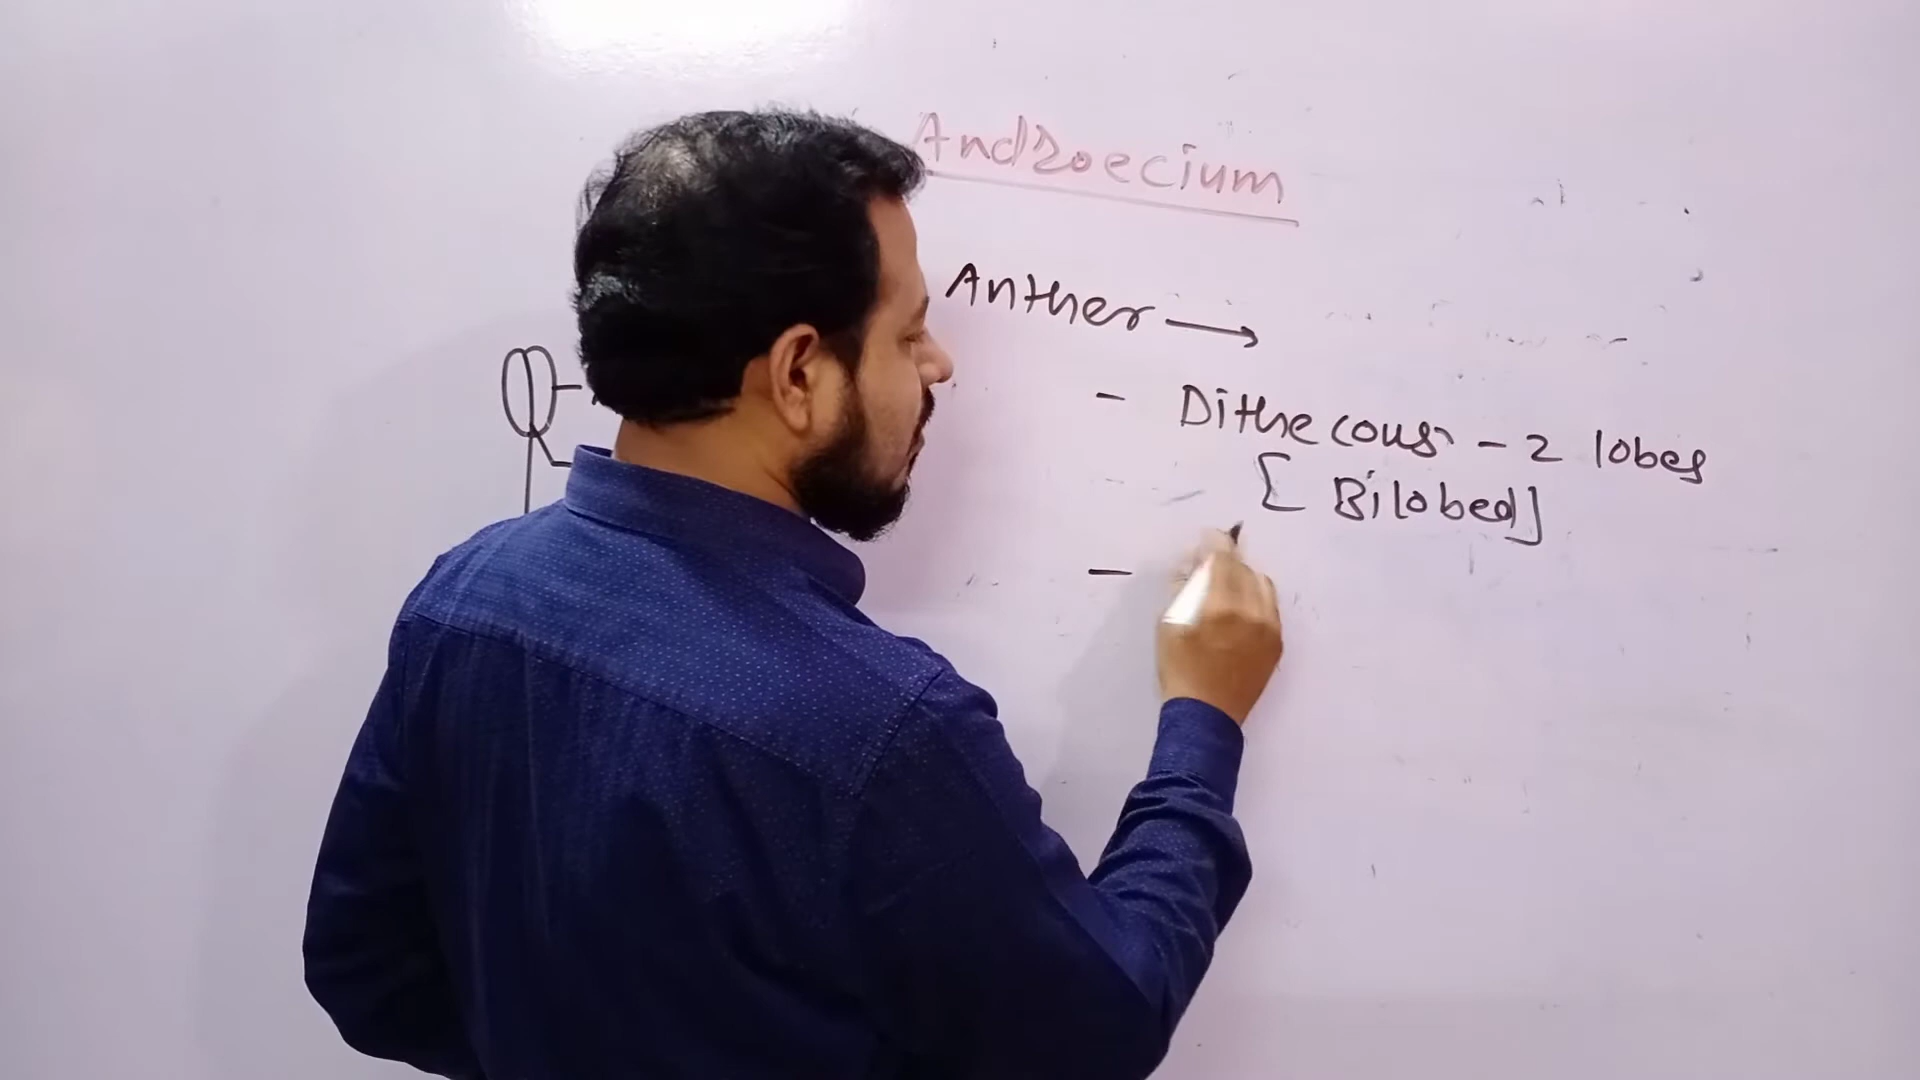 Androecium
Anther →
- Dithecous - 2 lobes
[Bilobed]
-